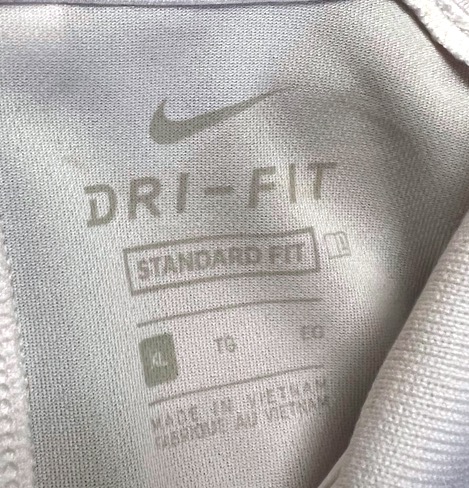 DRI-FIT
STANDARD FIT
XL TG EG
MADE IN VIETNAM
FABRIQUÉ AU VIETNAM